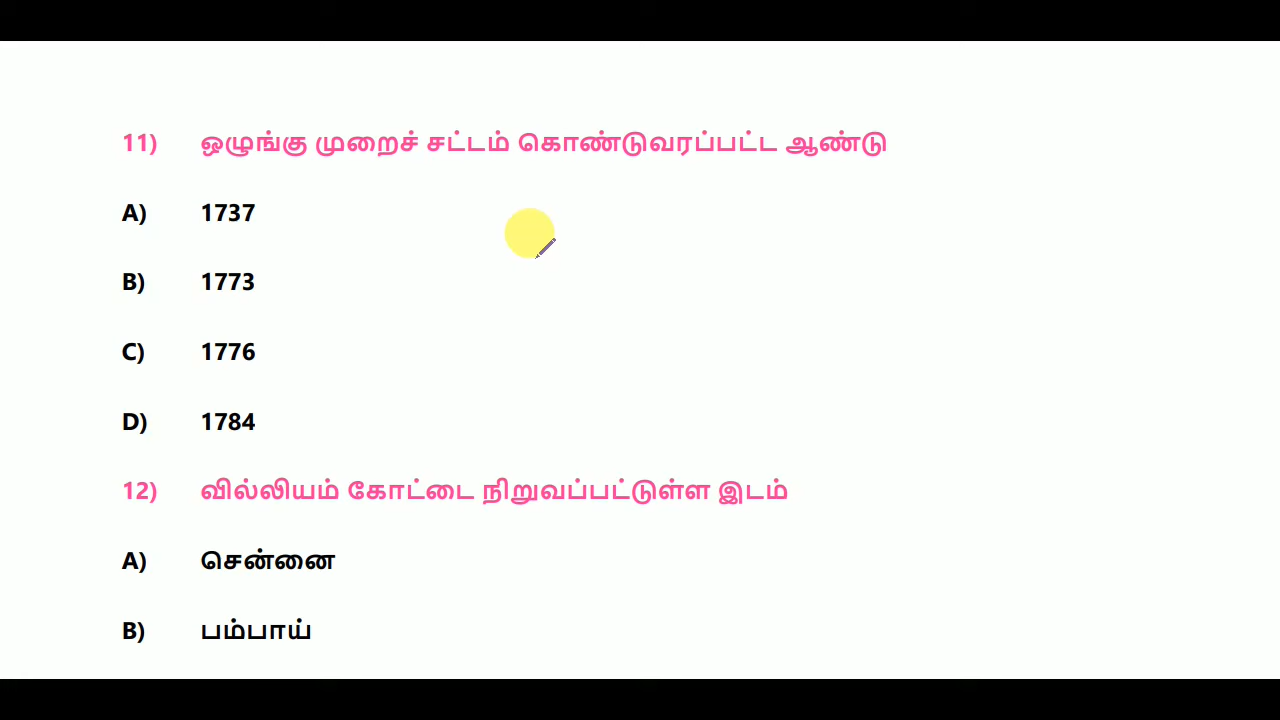 11) ஒழுங்கு முறைச் சட்டம் கொண்டுவரப்பட்ட ஆண்டு
A) 1737
B) 1773
C) 1776
D) 1784
12) வில்லியம் கோட்டை நிறுவப்பட்டுள்ள இடம்
A) சென்னை
B) பம்பாய்